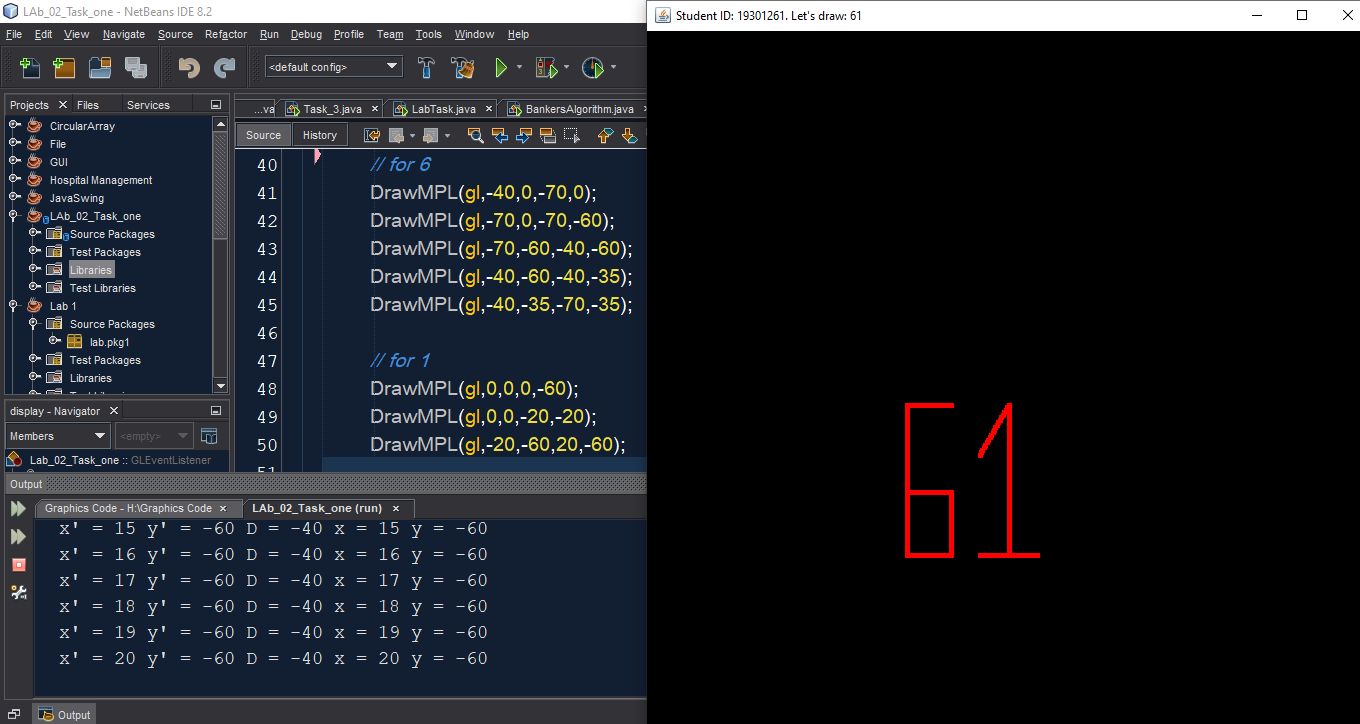 LAb_02_Task_one - NetBeans IDE 8.2
File Edit View Navigate Source Refactor Run Debug Profile Team Tools Window Help
<default config>
Projects Files Services
CircularArray
File
GUI
Hospital Management
JavaSwing
LAb_02_Task_one
Source Packages
Test Packages
Libraries
Test Libraries
Lab 1
Source Packages
lab.pkg1
Test Packages
Libraries
display - Navigator
Members <empty>
Lab_02_Task_one :: GLEventListener
...va Task_3.java LabTask.java BankersAlgorithm.java
Source History
40 // for 6
41 DrawMPL(gl,-40,0,-70,0);
42 DrawMPL(gl,-70,0,-70,-60);
43 DrawMPL(gl,-70,-60,-40,-60);
44 DrawMPL(gl,-40,-60,-40,-35);
45 DrawMPL(gl,-40,-35,-70,-35);
46
47 // for 1
48 DrawMPL(gl,0,0,0,-60);
49 DrawMPL(gl,0,0,-20,-20);
50 DrawMPL(gl,-20,-60,20,-60);
51
Output
Graphics Code - H:\Graphics Code LAb_02_Task_one (run)
x' = 15 y' = -60 D = -40 x = 15 y = -60
x' = 16 y' = -60 D = -40 x = 16 y = -60
x' = 17 y' = -60 D = -40 x = 17 y = -60
x' = 18 y' = -60 D = -40 x = 18 y = -60
x' = 19 y' = -60 D = -40 x = 19 y = -60
x' = 20 y' = -60 D = -40 x = 20 y = -60
Output
Student ID: 19301261. Let's draw: 61
61